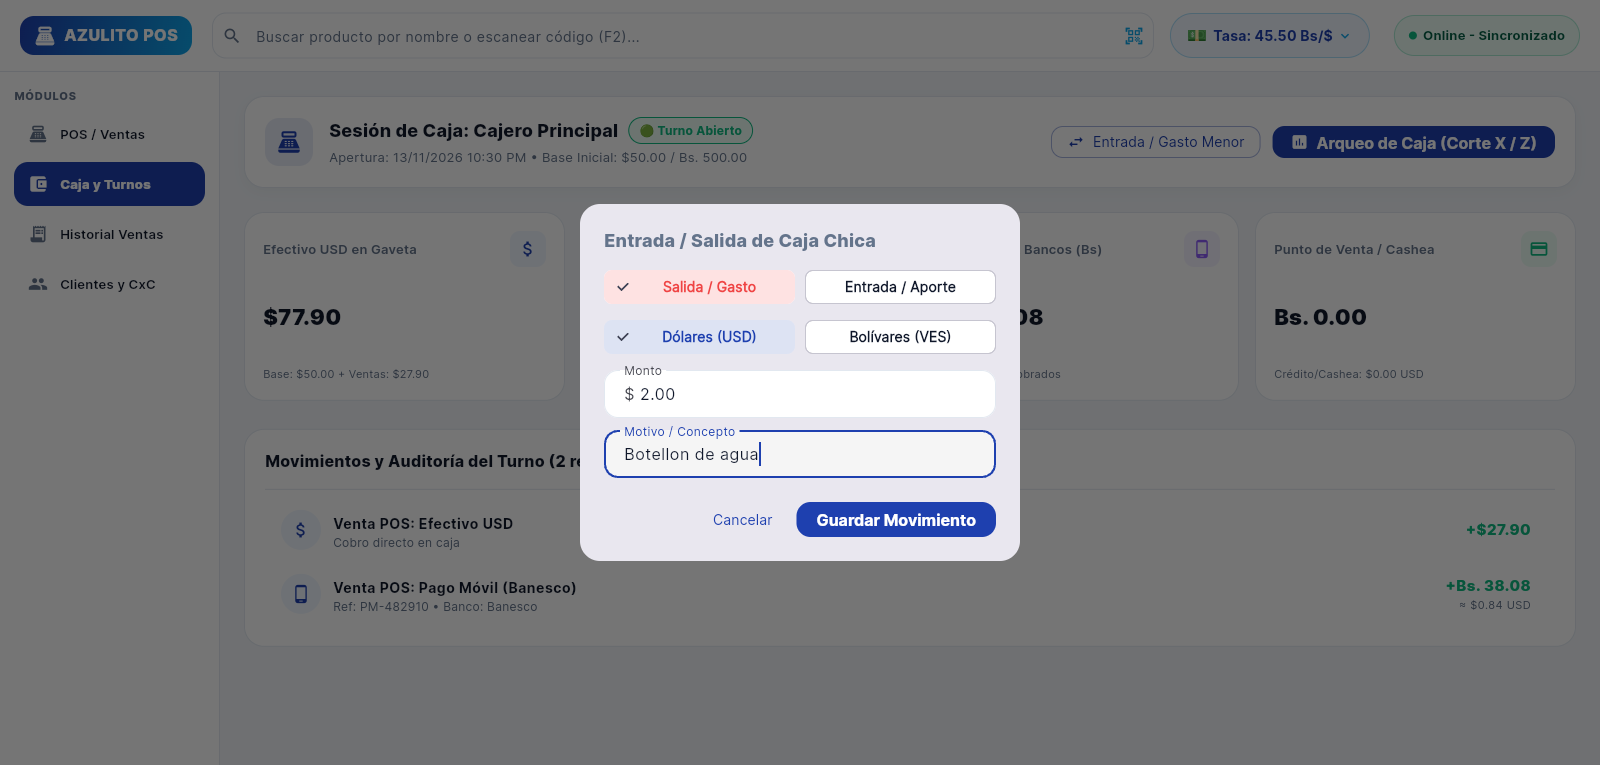 AZULITO POS
Buscar producto por nombre o escanear código (F2)...
Tasa: 45.50 Bs/$
Online - Sincronizado
MÓDULOS
POS / Ventas
Caja y Turnos
Historial Ventas
Clientes y CxC
Sesión de Caja: Cajero Principal
Turno Abierto
Apertura: 13/11/2026 10:30 PM • Base Inicial: $50.00 / Bs. 500.00
Entrada / Gasto Menor
Arqueo de Caja (Corte X / Z)
Efectivo USD en Gaveta
$
$77.90
Base: $50.00 + Ventas: $27.90
Bancos (Bs)
08
obrados
Punto de Venta / Cashea
Bs. 0.00
Crédito/Cashea: $0.00 USD
Entrada / Salida de Caja Chica
Salida / Gasto
Entrada / Aporte
Dólares (USD)
Bolívares (VES)
Monto
$ 2.00
Motivo / Concepto
Botellon de agua
Cancelar
Guardar Movimiento
Movimientos y Auditoría del Turno (2 re
$
Venta POS: Efectivo USD
Cobro directo en caja
+$27.90
Venta POS: Pago Móvil (Banesco)
Ref: PM-482910 • Banco: Banesco
+Bs. 38.08
≈ $0.84 USD